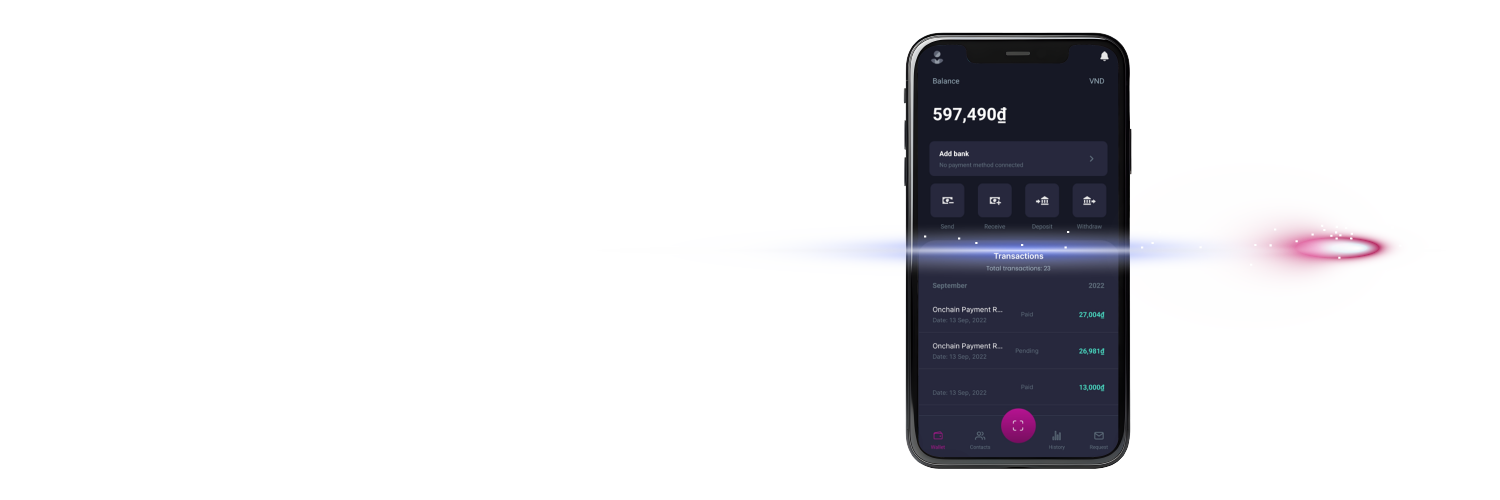 Balance VND
597,490₫
Add bank
No payment method connected
Send Receive Deposit Withdraw
Transactions
Total transactions: 23
September 2022
Onchain Payment R... Paid 27,004₫
Date: 13 Sep, 2022
Onchain Payment R... Pending 26,981₫
Date: 13 Sep, 2022
Paid 13,000₫
Date: 13 Sep, 2022
Wallet Contacts History Request